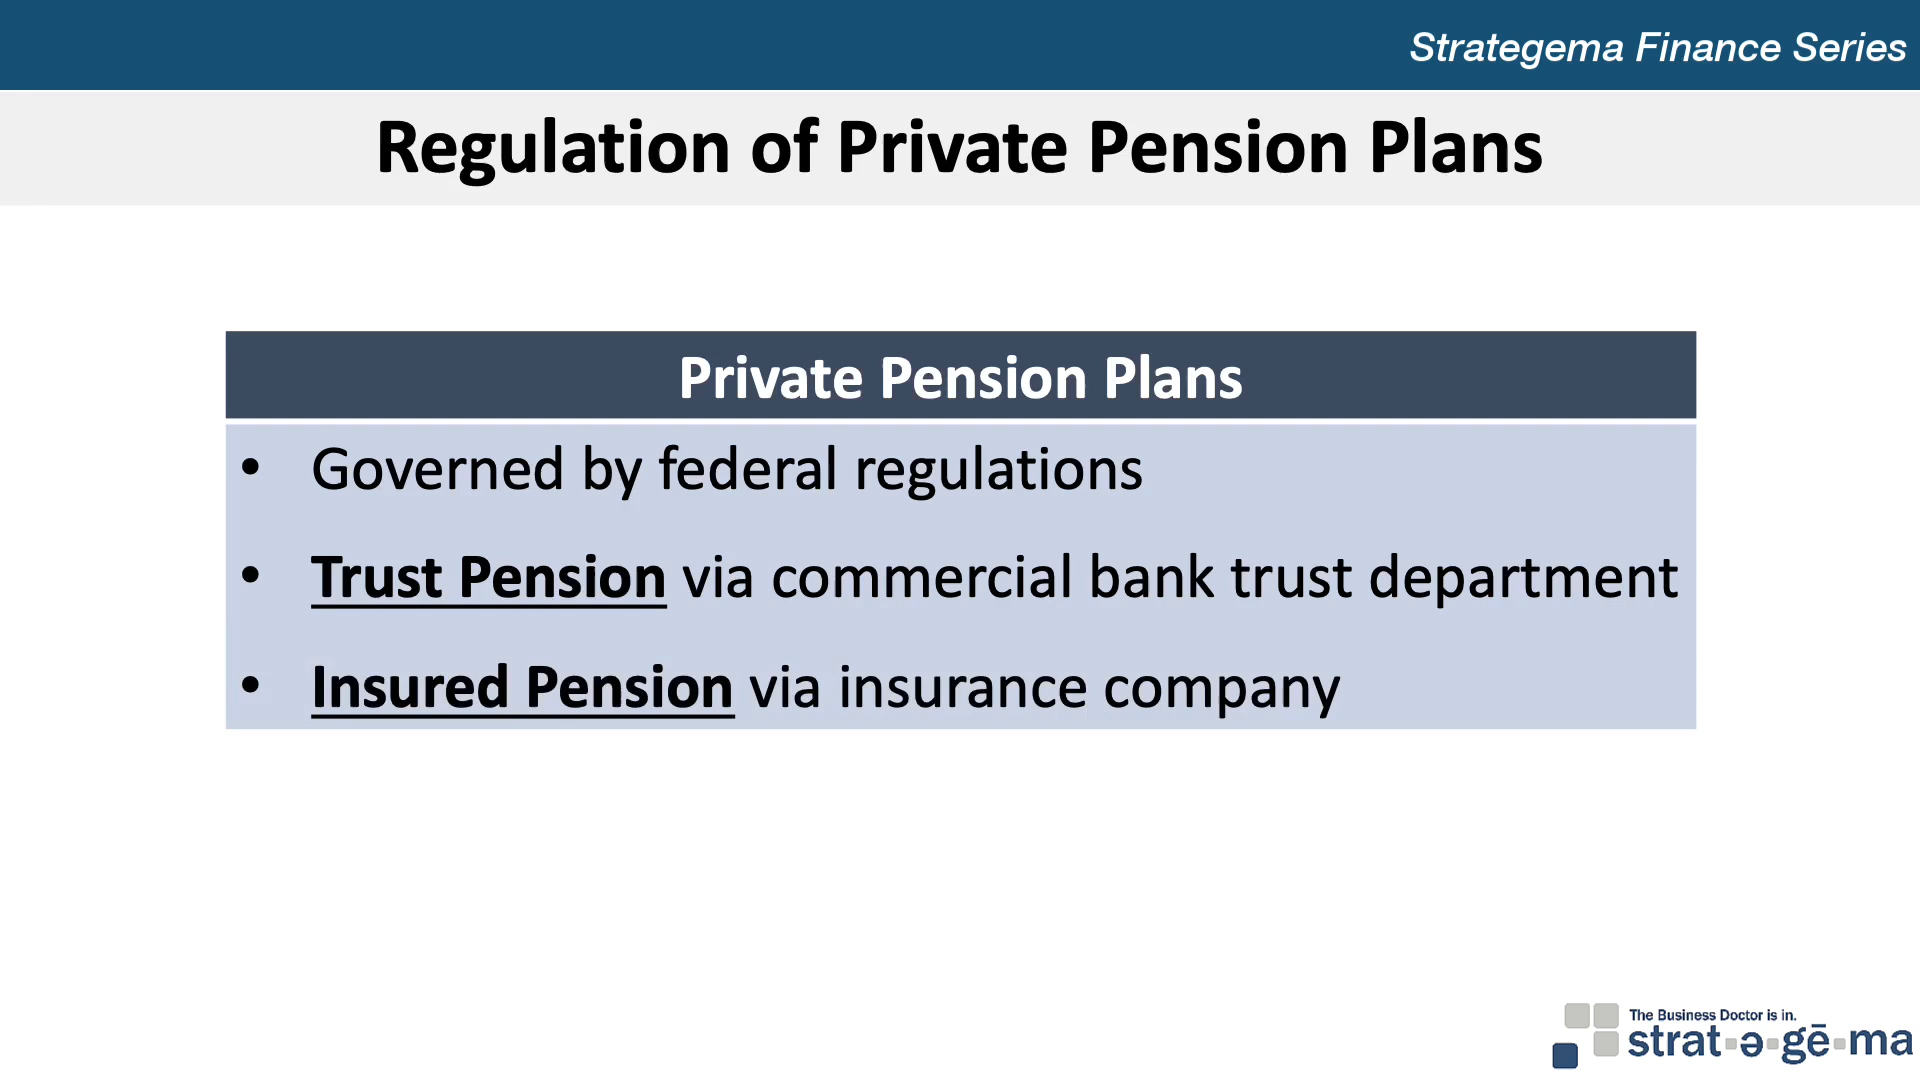 Strategema Finance Series
Regulation of Private Pension Plans
Private Pension Plans
• Governed by federal regulations
• Trust Pension via commercial bank trust department
• Insured Pension via insurance company
The Business Doctor is in.
strat▪ə▪gē▪ma